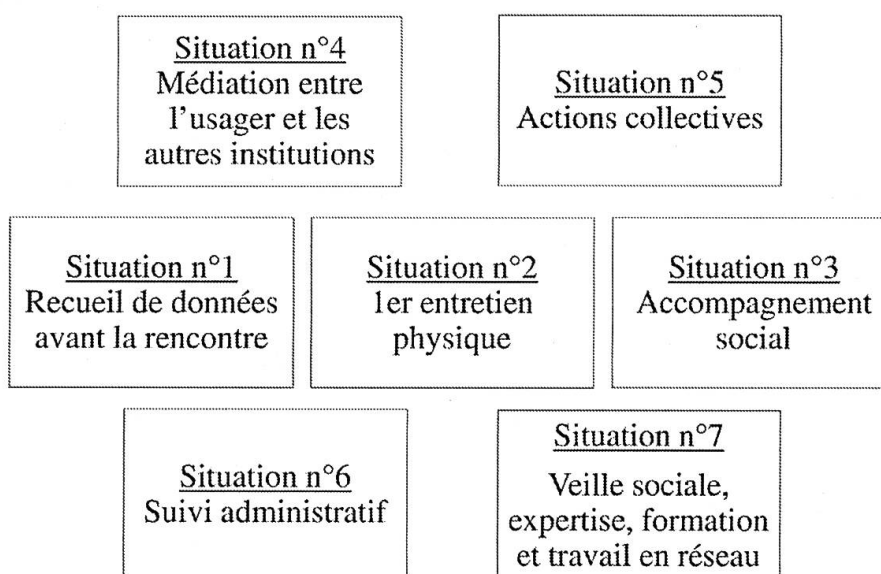 Situation n°4
Médiation entre
l'usager et les
autres institutions
Situation n°5
Actions collectives
Situation n°1
Recueil de données
avant la rencontre
Situation n°2
1er entretien
physique
Situation n°3
Accompagnement
social
Situation n°6
Suivi administratif
Situation n°7
Veille sociale,
expertise, formation
et travail en réseau